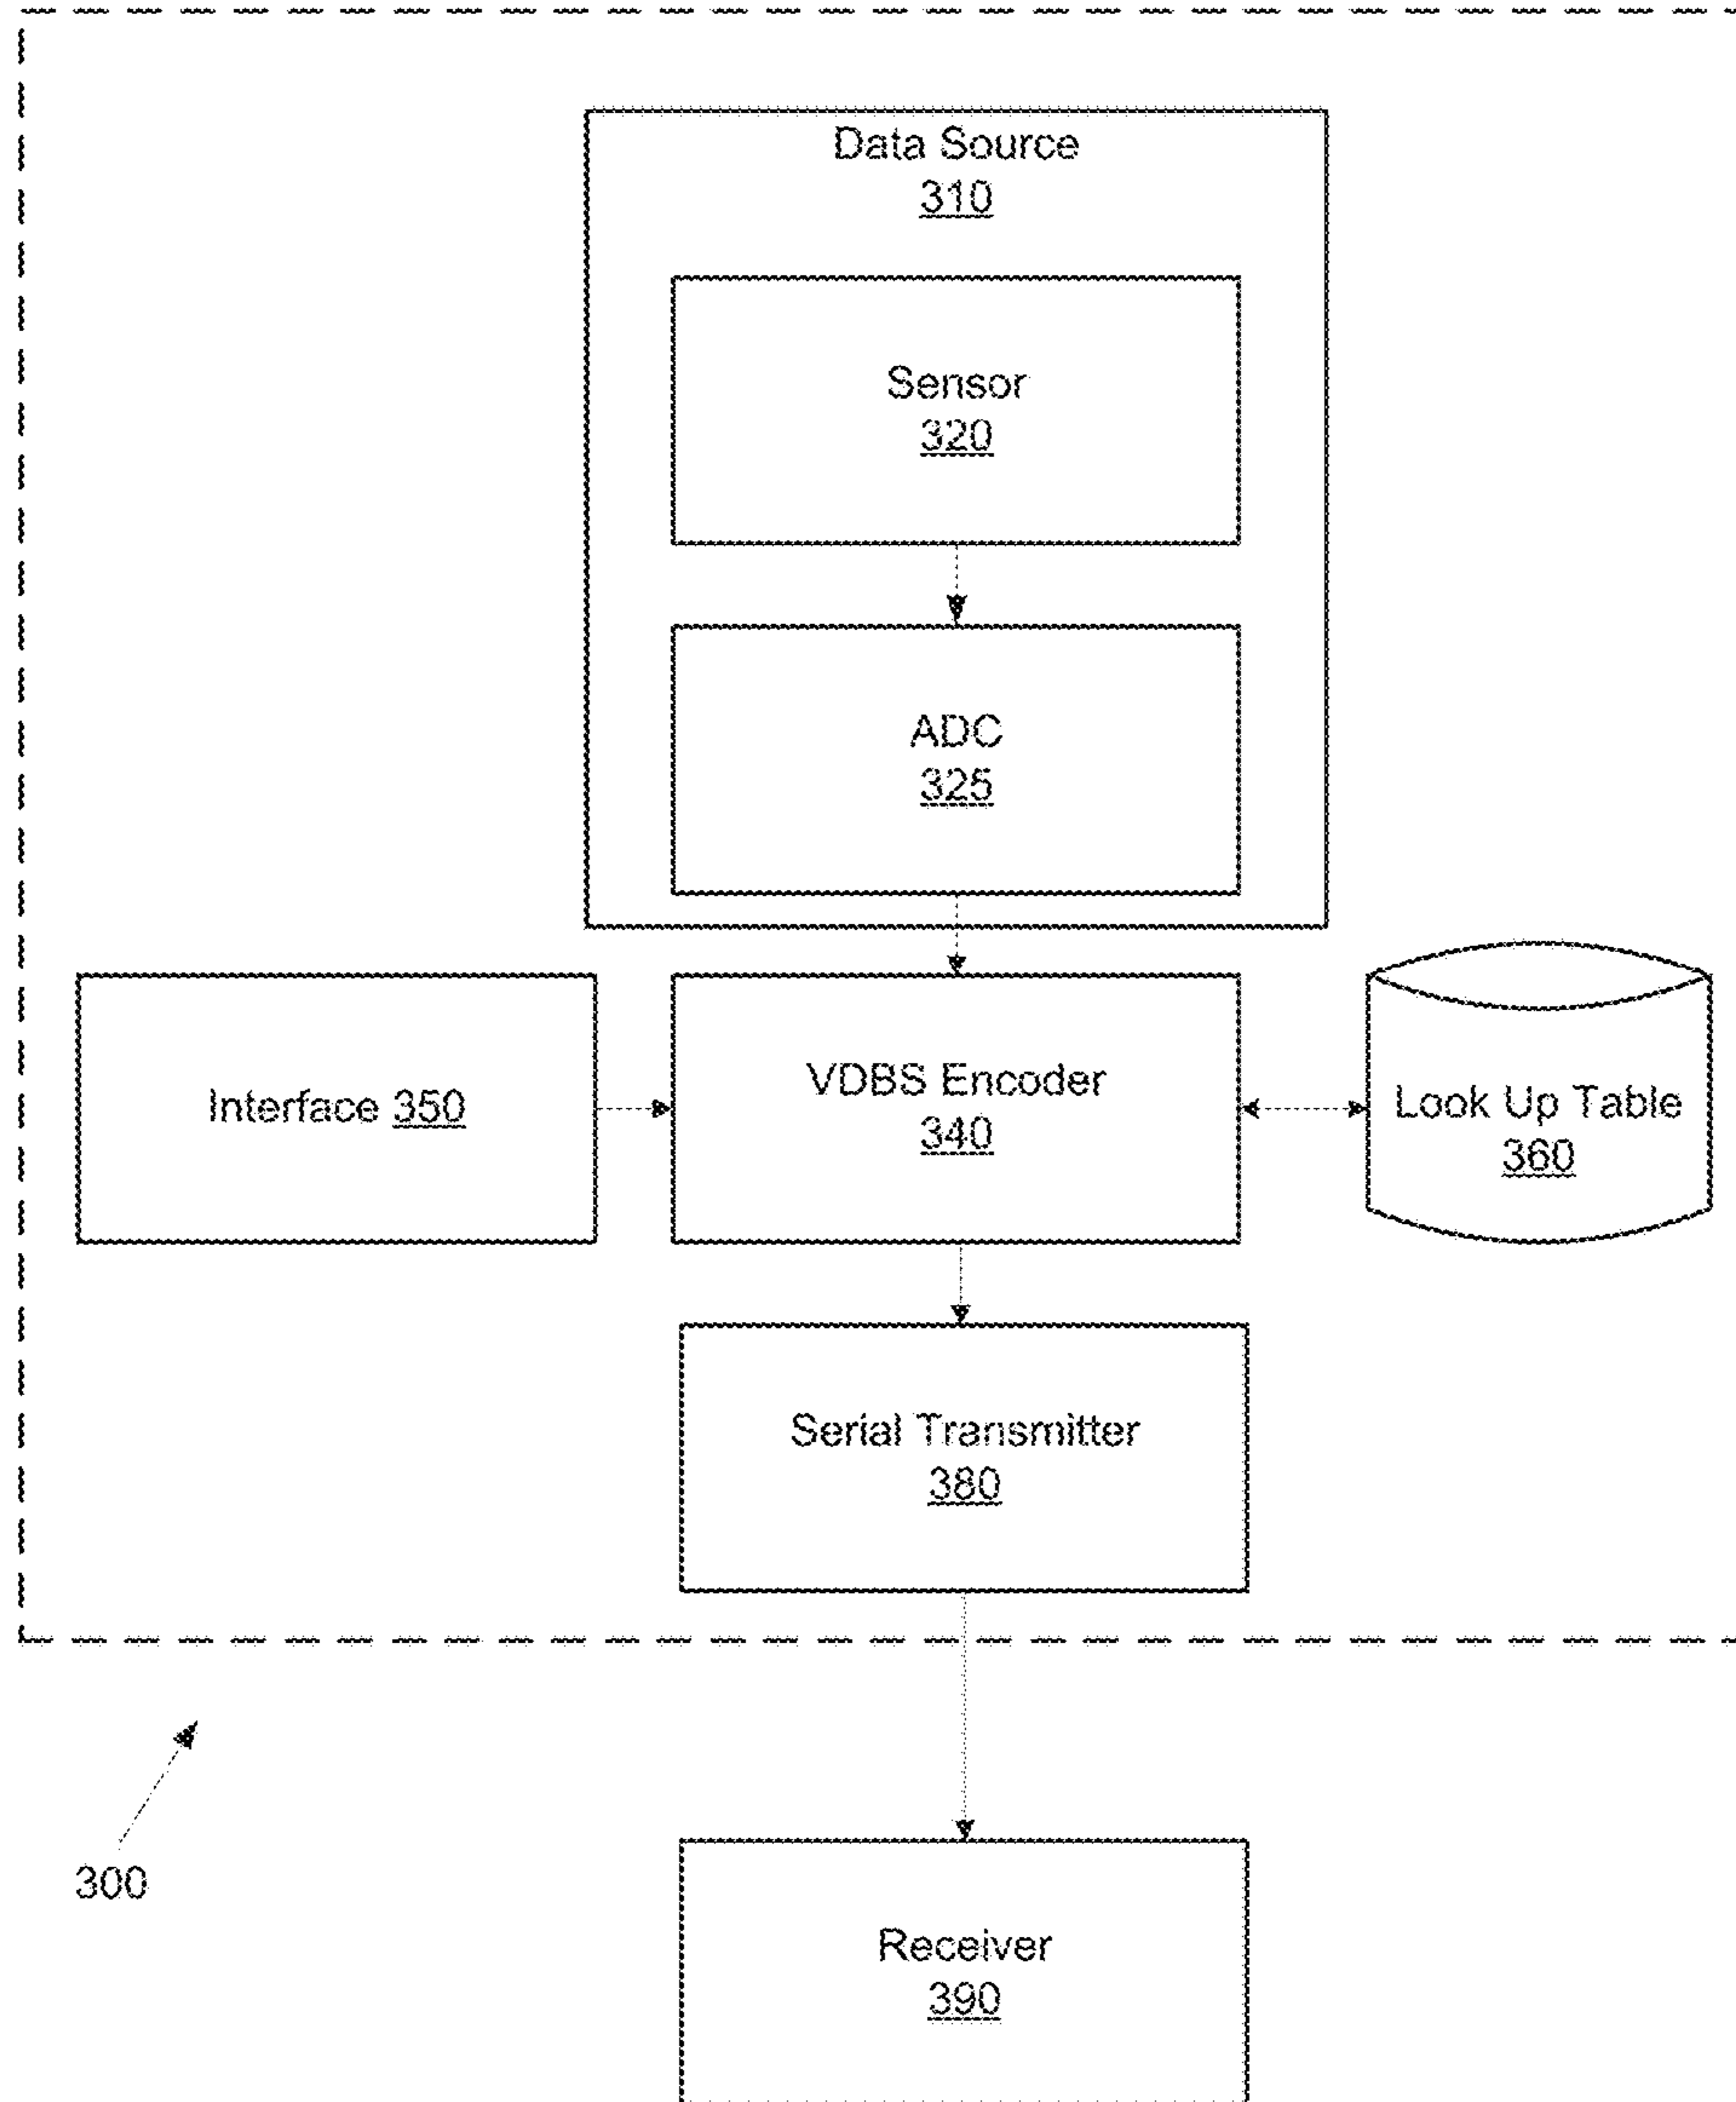 Data Source
310
Sensor
320
ADC
325
Interface 350
VDBS Encoder
340
Look Up Table
360
Serial Transmitter
380
300
Receiver
390